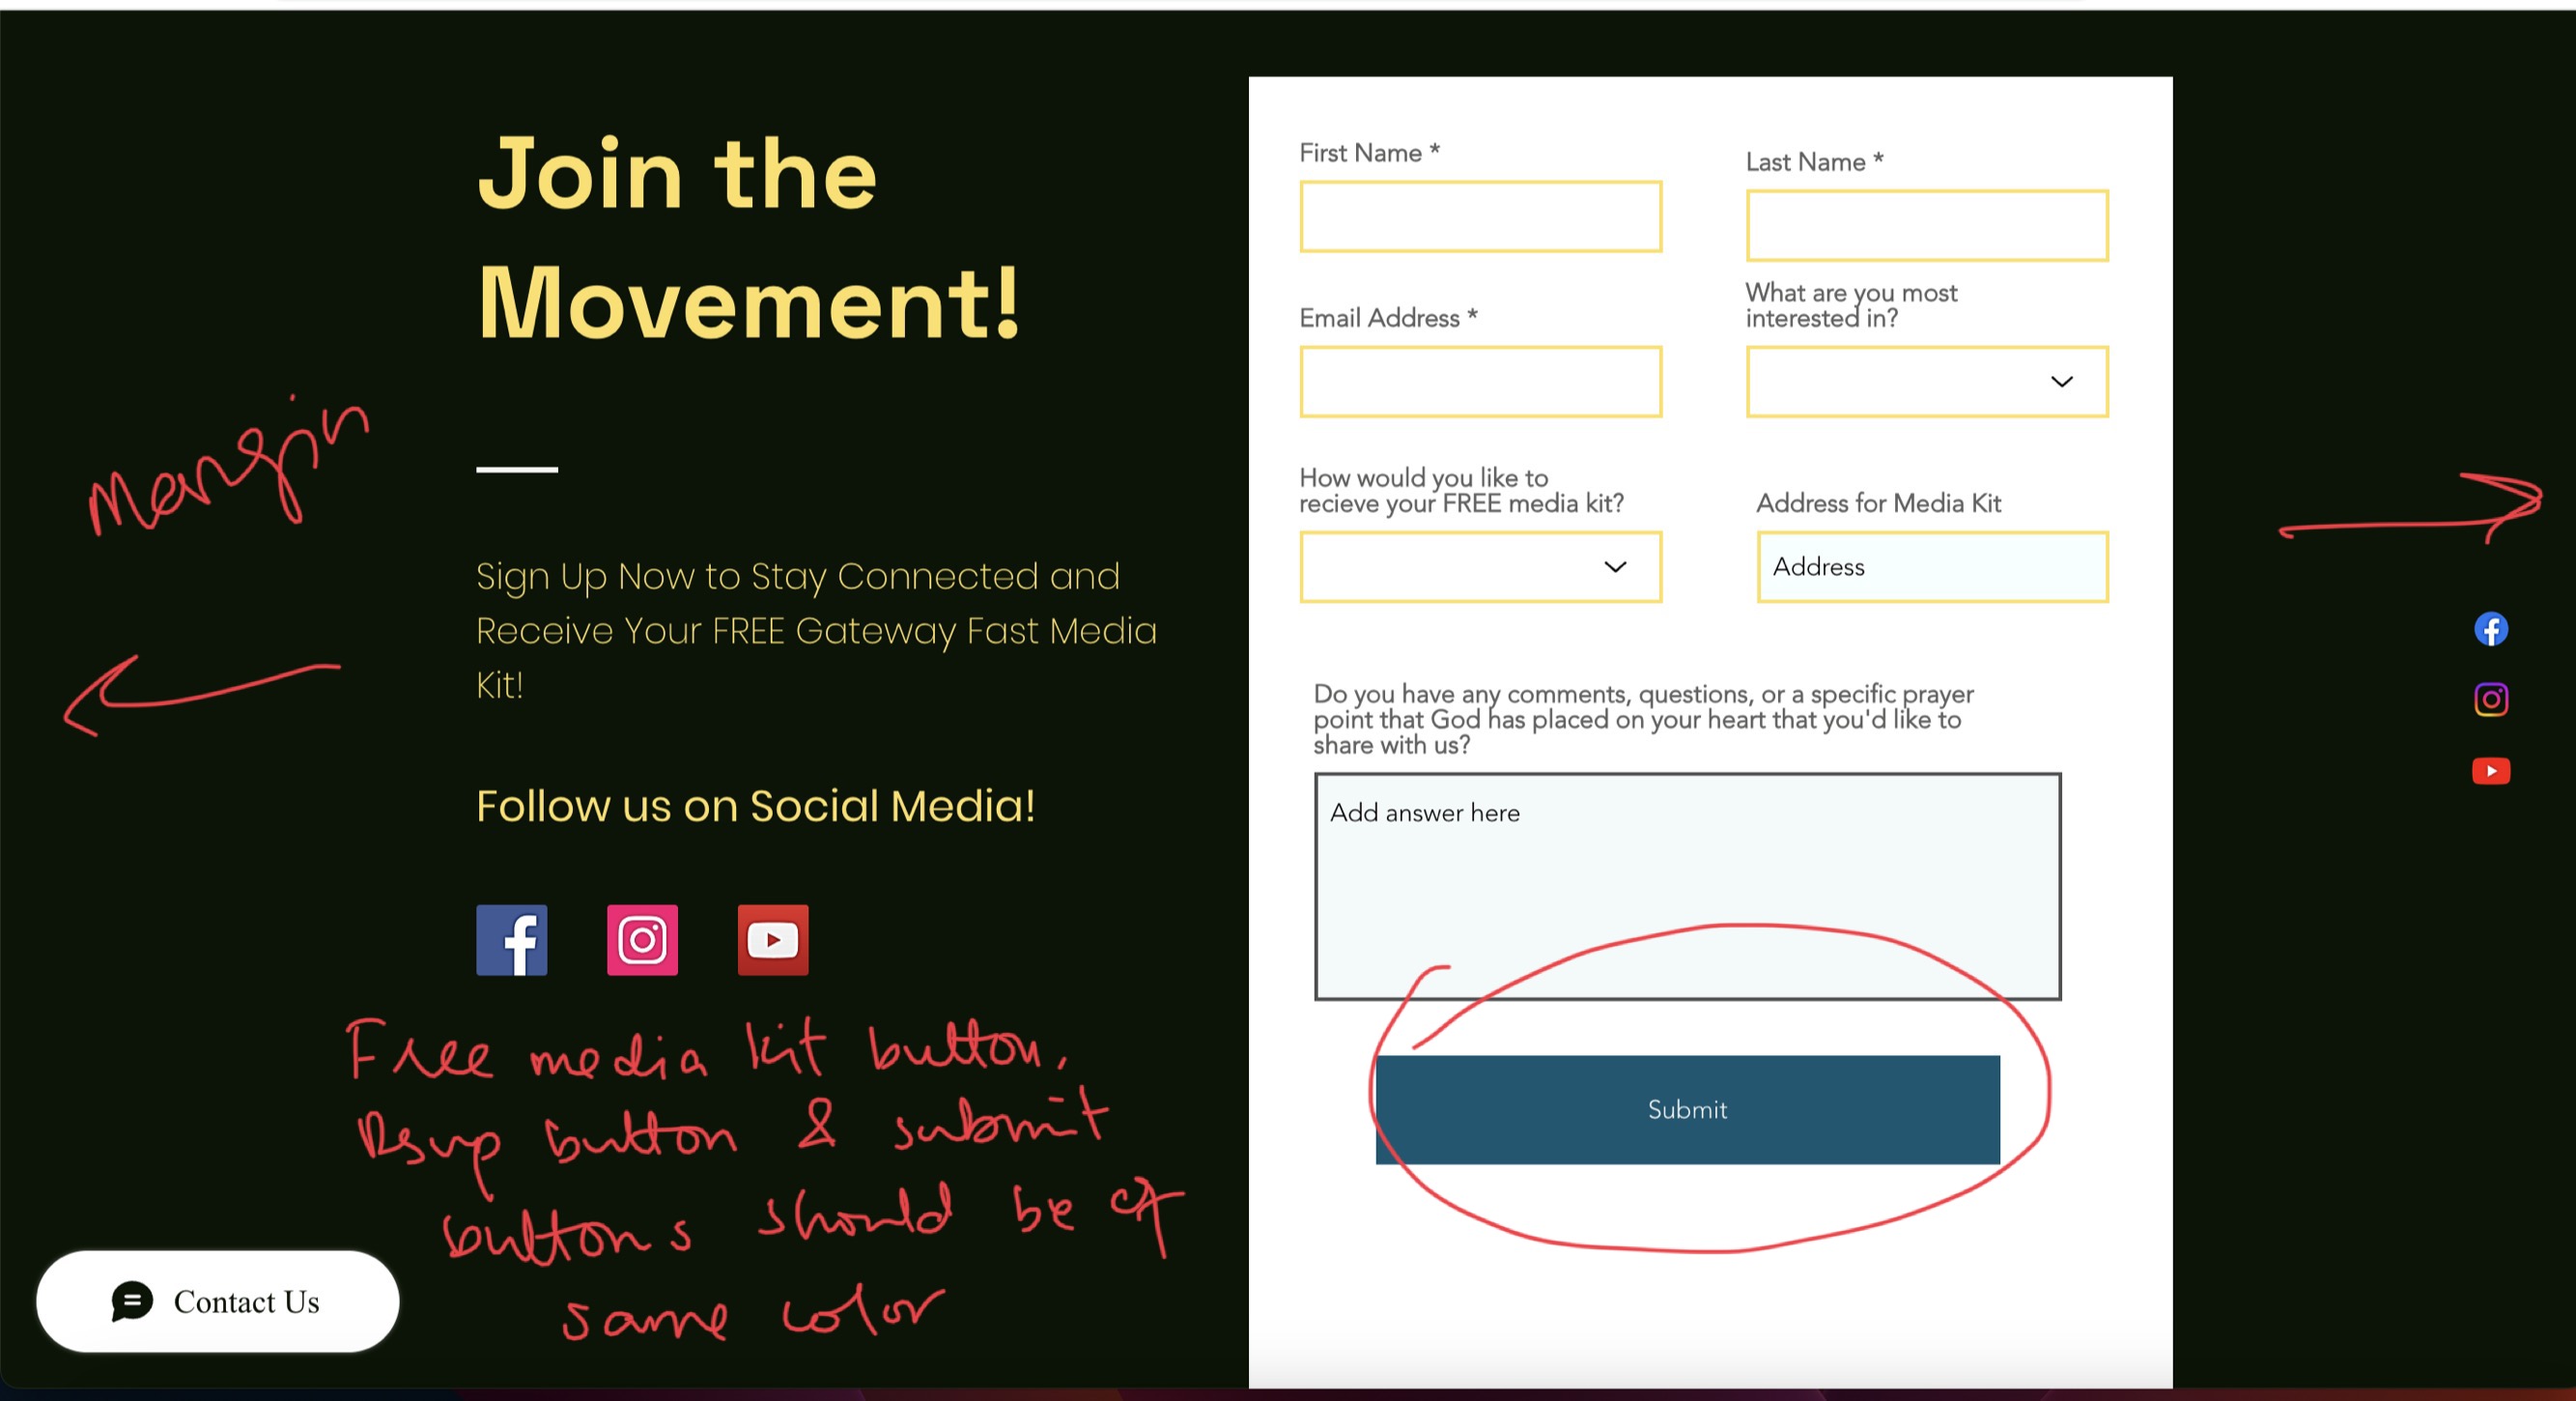 Join the
Movement!
Margin
Sign Up Now to Stay Connected and
Receive Your FREE Gateway Fast Media
Kit!
Follow us on Social Media!
Free media kit button,
Rsvp button & submit
buttons should be of
same color
Contact Us
First Name *
Last Name *
Email Address *
What are you most
interested in?
How would you like to
recieve your FREE media kit?
Address for Media Kit
Address
Do you have any comments, questions, or a specific prayer
point that God has placed on your heart that you'd like to
share with us?
Add answer here
Submit